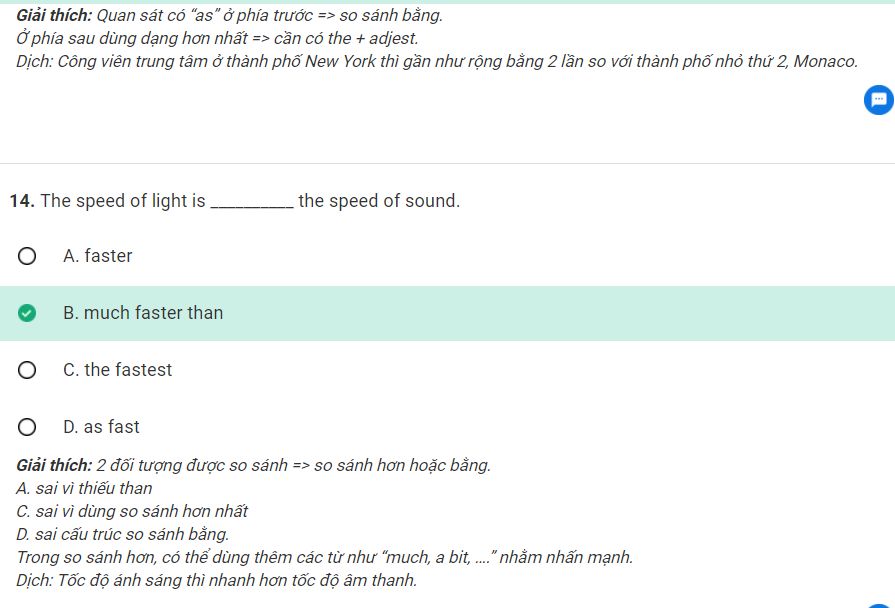 Giải thích: Quan sát có “as” ở phía trước => so sánh bằng.
Ở phía sau dùng dạng hơn nhất => cần có the + adjest.
Dịch: Công viên trung tâm ở thành phố New York thì gần như rộng bằng 2 lần so với thành phố nhỏ thứ 2, Monaco.
14. The speed of light is __________ the speed of sound.
A. faster
B. much faster than
C. the fastest
D. as fast
Giải thích: 2 đối tượng được so sánh => so sánh hơn hoặc bằng.
A. sai vì thiếu than
C. sai vì dùng so sánh hơn nhất
D. sai cấu trúc so sánh bằng.
Trong so sánh hơn, có thể dùng thêm các từ như “much, a bit, ....” nhằm nhấn mạnh.
Dịch: Tốc độ ánh sáng thì nhanh hơn tốc độ âm thanh.